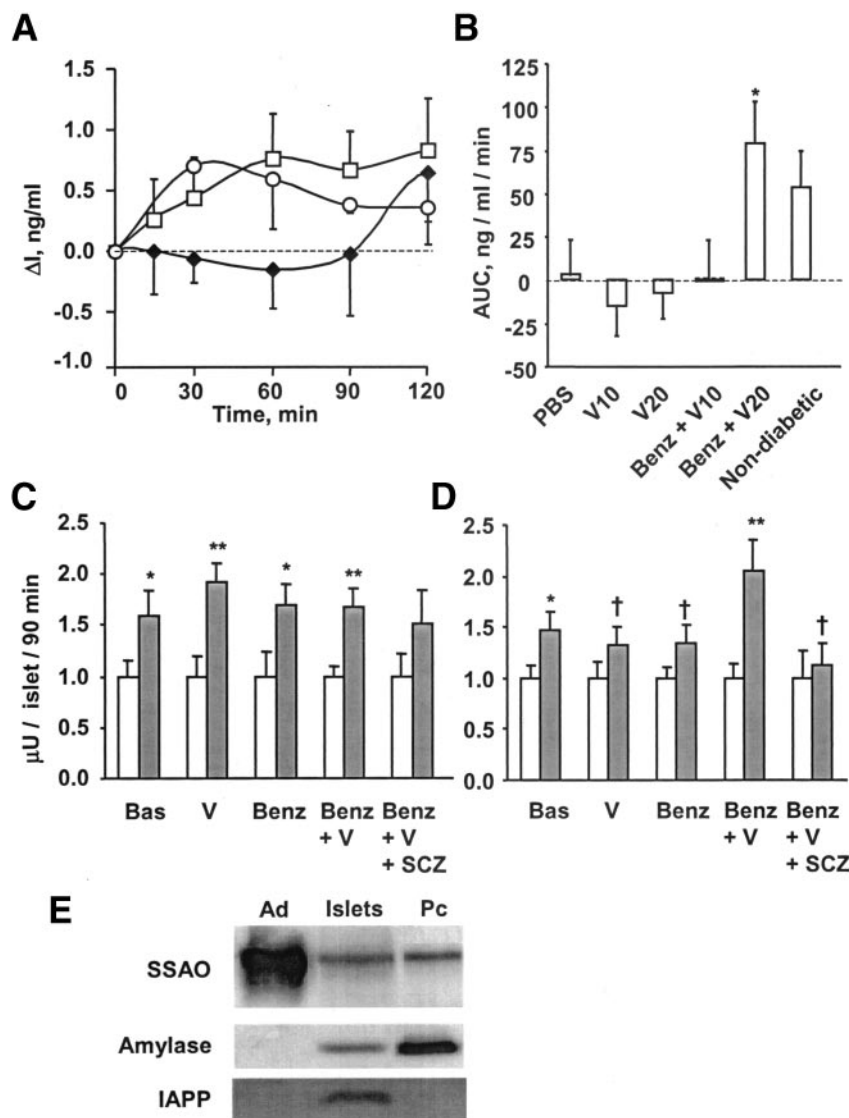 A
ΔI, ng/ml
1.5
1.0
0.5
0.0
-0.5
-1.0
0
30
60
90
120
Time, min
B
AUC, ng / ml / min
125
100
75
50
25
0
-25
-50
*
PBS
V10
V20
Benz + V10
Benz + V20
Non-diabetic
C
µU / islet / 90 min
2.5
2.0
1.5
1.0
0.5
0.0
*
**
*
**
Bas
V
Benz
Benz + V
Benz + V + SCZ
D
2.5
2.0
1.5
1.0
0.5
0.0
*
†
†
**
†
Bas
V
Benz
Benz + V
Benz + V + SCZ
E
Ad Islets Pc
SSAO
Amylase
IAPP